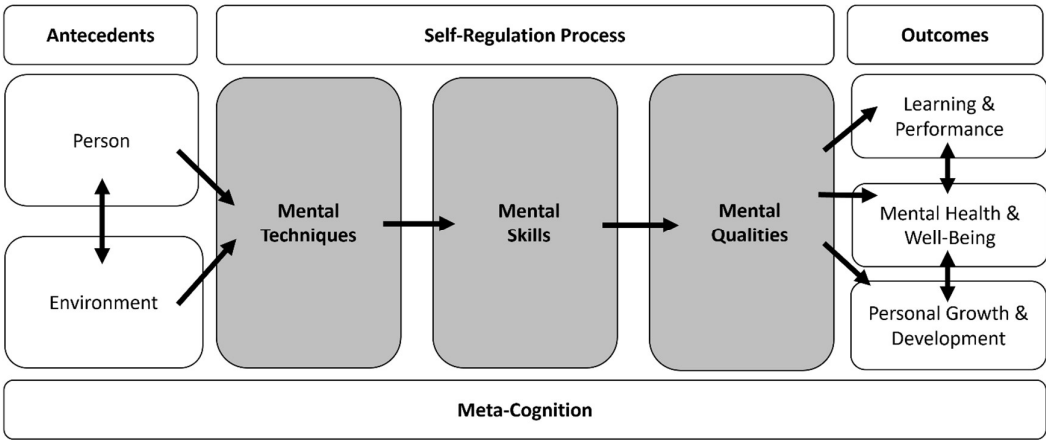 Antecedents
Self-Regulation Process
Outcomes
Person
Environment
Mental
Techniques
Mental
Skills
Mental
Qualities
Learning &
Performance
Mental Health &
Well-Being
Personal Growth &
Development
Meta-Cognition